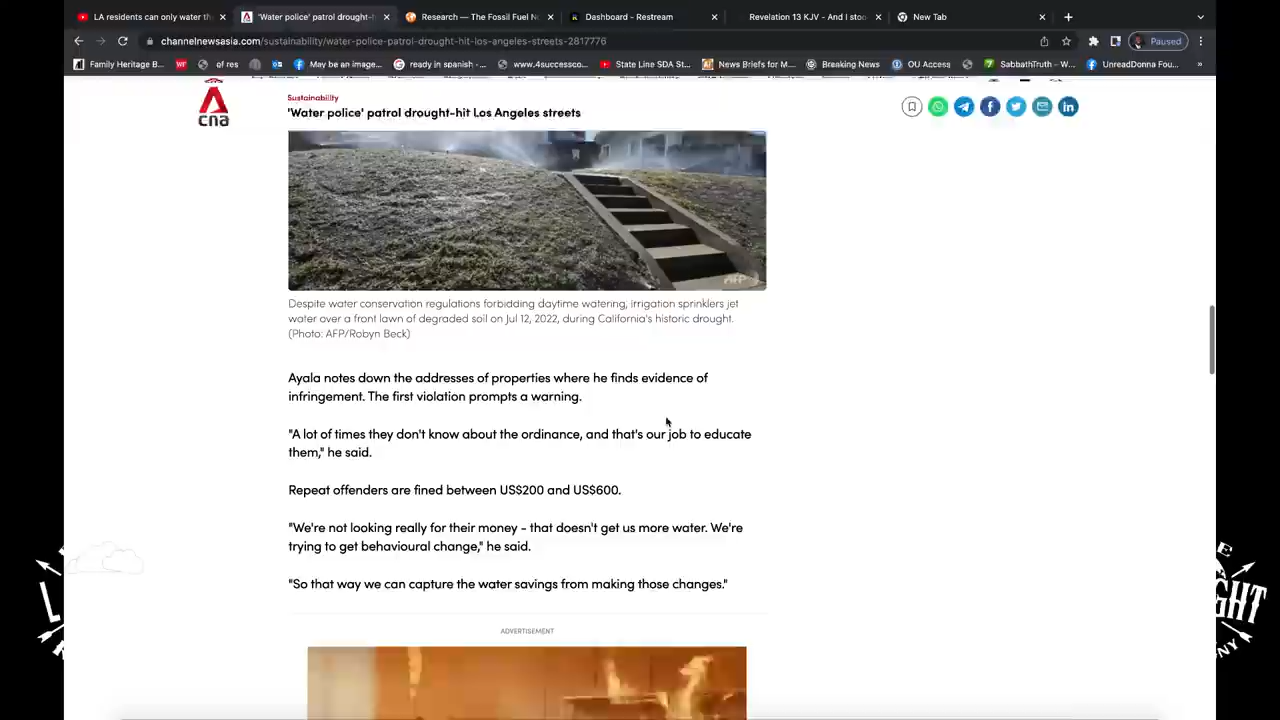 LA residents can only water th
'Water police' patrol drought-h
Research — The Fossil Fuel N
Dashboard - Restream
Revelation 13 KJV - And I stoo
New Tab
channelnewsasia.com/sustainability/water-police-patrol-drought-hit-los-angeles-streets-2817776
Paused
Family Heritage B...
WF
of res
May be an image...
ready in spanish -...
www.4successco...
State Line SDA St...
News Briefs for M...
Breaking News
OU Access
SabbathTruth - W...
UnreadDonna Fou...
cna
Sustainability
'Water police' patrol drought-hit Los Angeles streets
AFP
Despite water conservation regulations forbidding daytime watering, irrigation sprinklers jet
water over a front lawn of degraded soil on Jul 12, 2022, during California's historic drought.
(Photo: AFP/Robyn Beck)
Ayala notes down the addresses of properties where he finds evidence of
infringement. The first violation prompts a warning.
"A lot of times they don't know about the ordinance, and that's our job to educate
them," he said.
Repeat offenders are fined between US$200 and US$600.
"We're not looking really for their money - that doesn't get us more water. We're
trying to get behavioural change," he said.
"So that way we can capture the water savings from making those changes."
ADVERTISEMENT